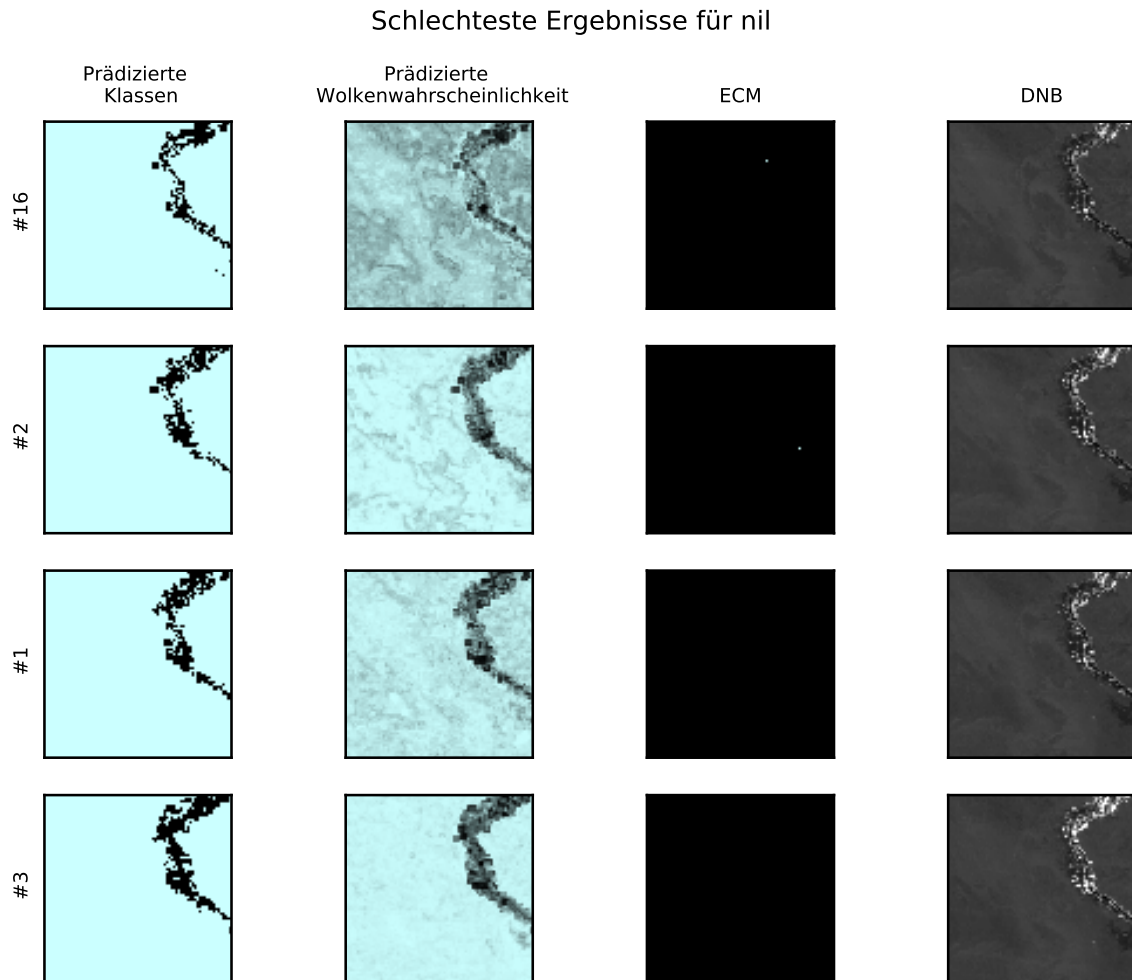 Schlechteste Ergebnisse für nil
Prädizierte
Klassen
Prädizierte
Wolkenwahrscheinlichkeit
ECM
DNB
#16
#2
#1
#3